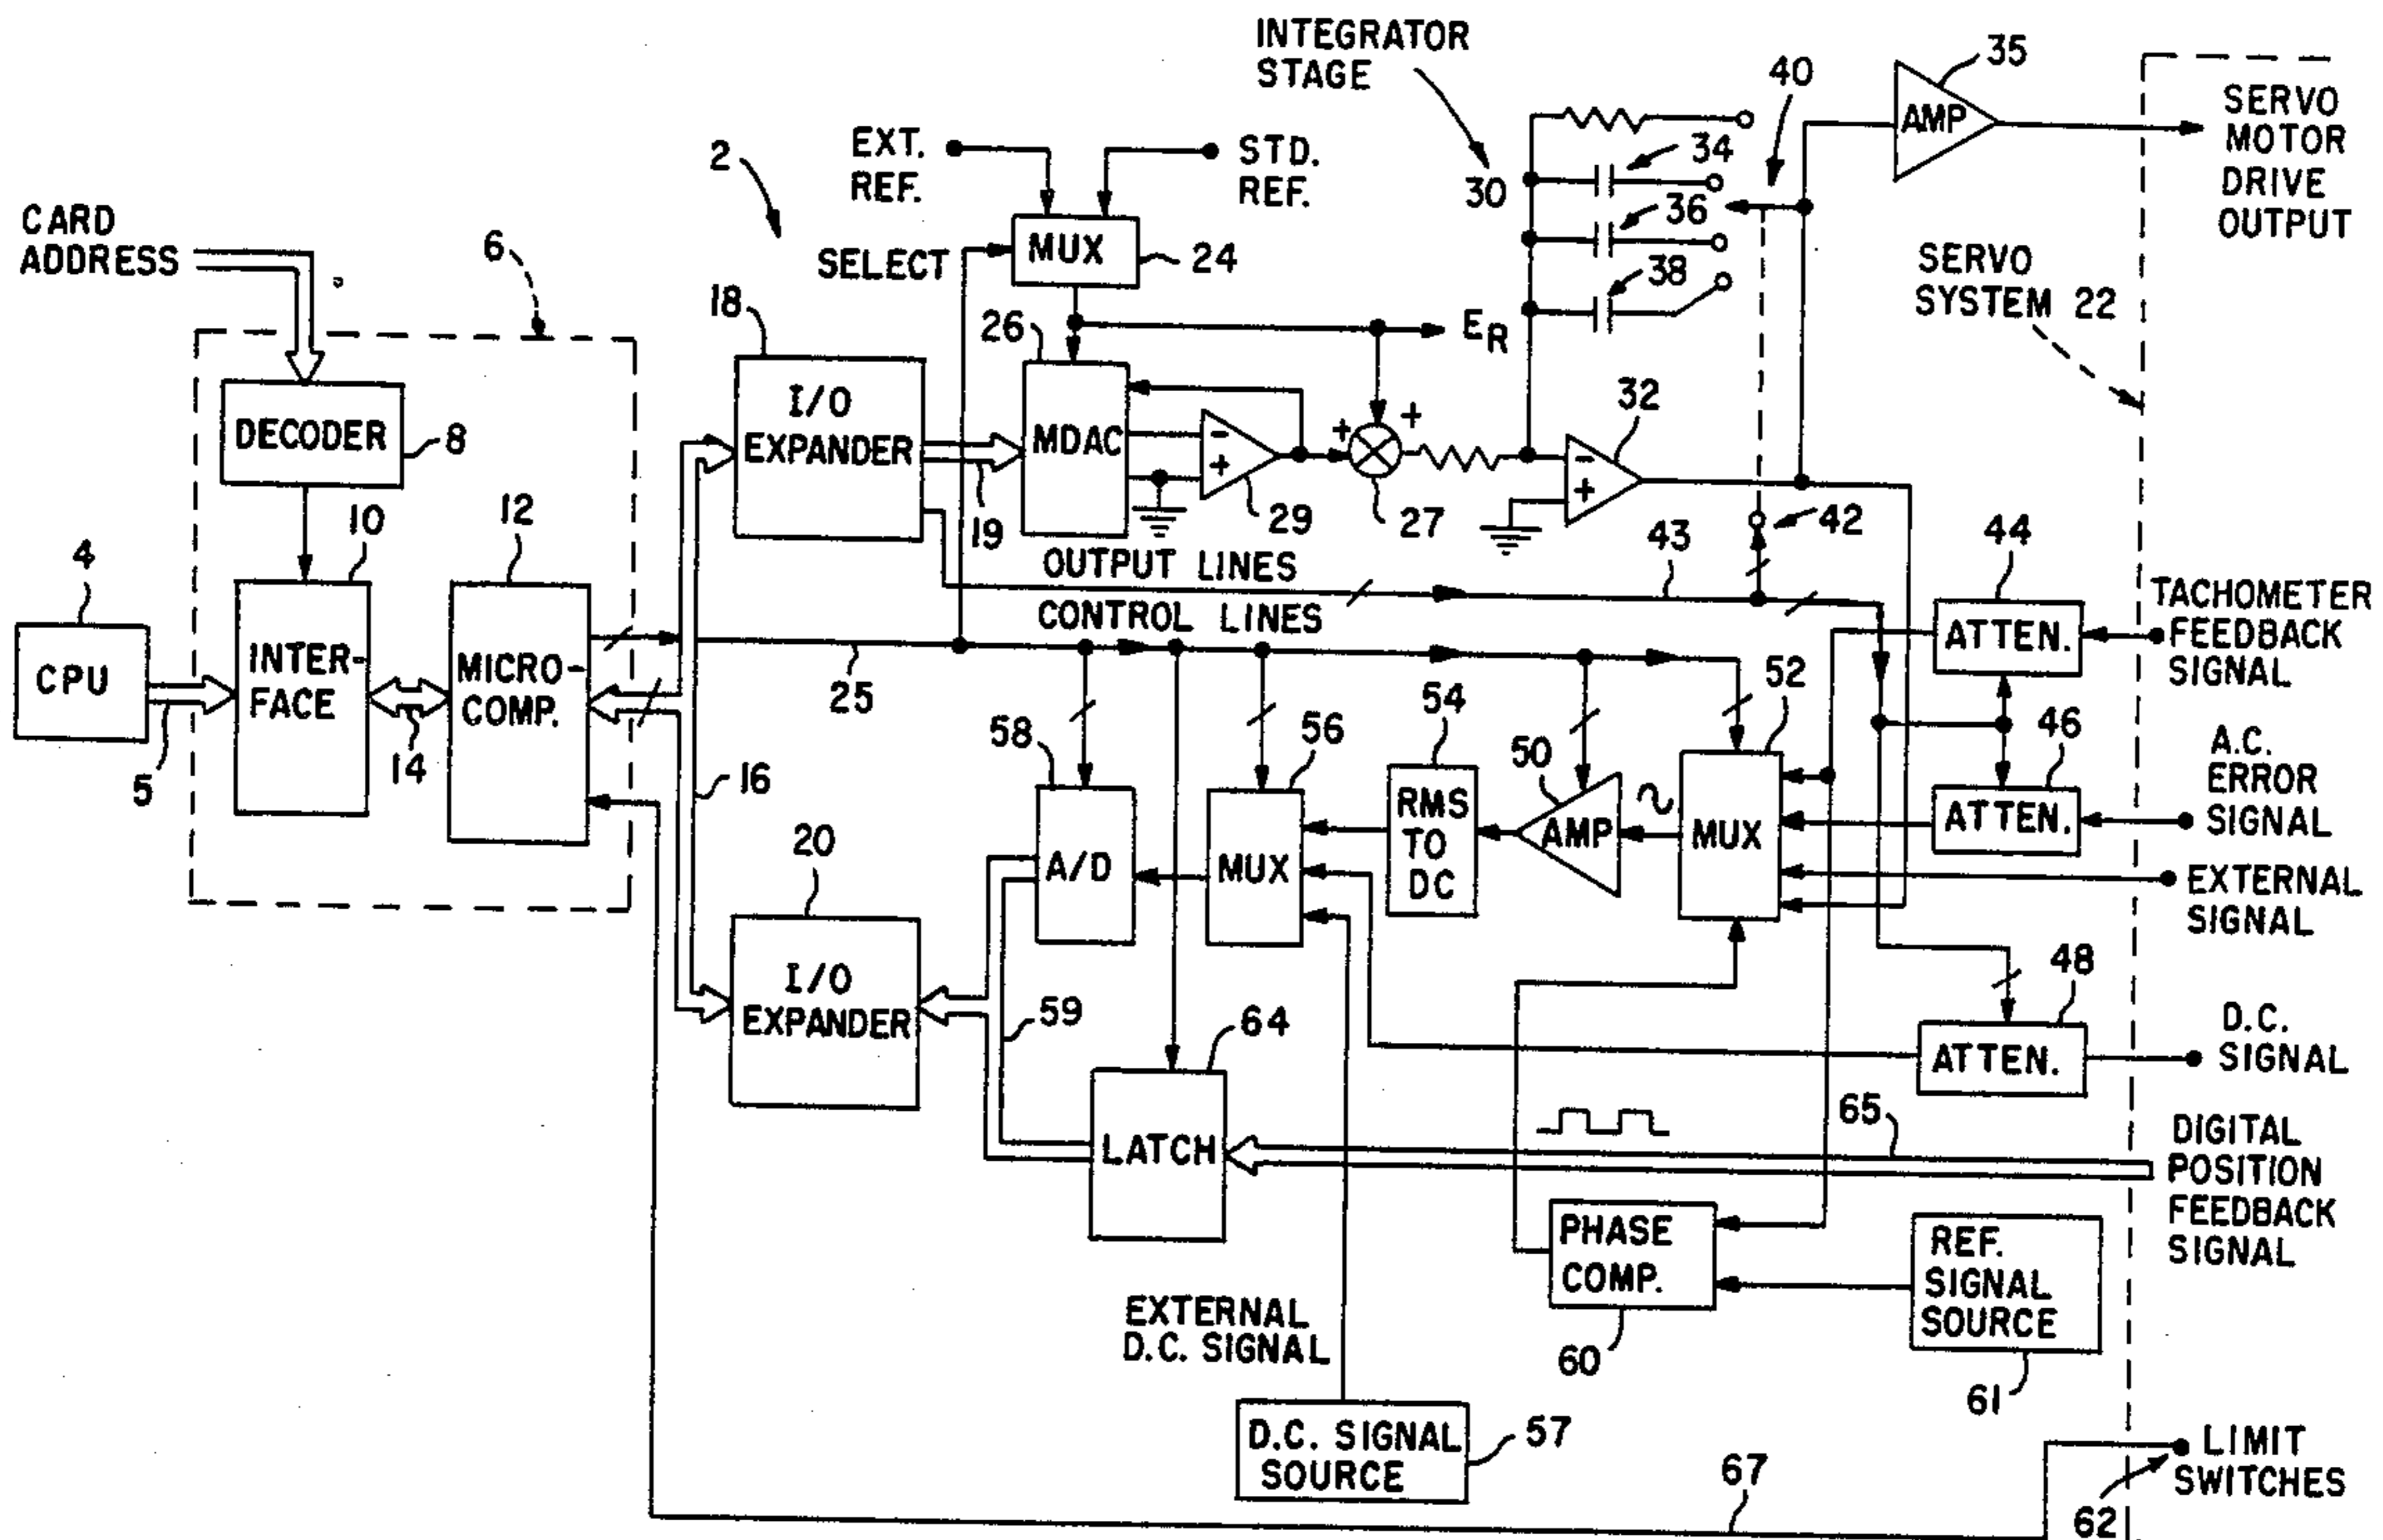 INTEGRATOR
STAGE
30
34
36
38
40
35
AMP
SERVO
MOTOR
DRIVE
OUTPUT
SERVO
SYSTEM 22
2
EXT.
REF.
STD.
REF.
SELECT
MUX
24
ER
CARD
ADDRESS
6
DECODER
8
18
I/O
EXPANDER
19
26
MDAC
-
+
29
+
+
27
-
+
32
42
43
OUTPUT LINES
CONTROL LINES
25
4
CPU
5
10
INTER-
FACE
14
12
MICRO-
COMP.
16
44
ATTEN.
TACHOMETER
FEEDBACK
SIGNAL
46
ATTEN.
A.C.
ERROR
SIGNAL
EXTERNAL
SIGNAL
52
MUX
50
AMP
54
RMS
TO
DC
56
MUX
58
A/D
20
I/O
EXPANDER
59
64
LATCH
48
ATTEN.
D.C.
SIGNAL
65
DIGITAL
POSITION
FEEDBACK
SIGNAL
PHASE
COMP.
60
REF.
SIGNAL
SOURCE
61
EXTERNAL
D.C. SIGNAL
D.C. SIGNAL
SOURCE
57
67
LIMIT
SWITCHES
62